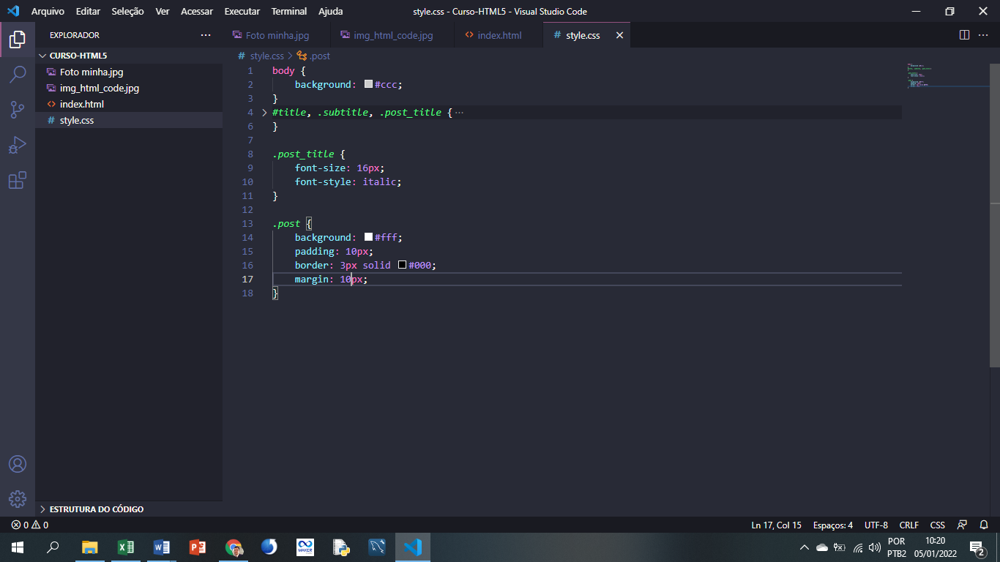 Arquivo Editar Seleção Ver Acessar Executar Terminal Ajuda
style.css - Curso-HTML5 - Visual Studio Code
EXPLORADOR
CURSO-HTML5
Foto minha.jpg
img_html_code.jpg
index.html
style.css
ESTRUTURA DO CÓDIGO
Foto minha.jpg img_html_code.jpg index.html # style.css
# style.css > .post
1 body {
2 background: #ccc;
3 }
4 #title, .subtitle, .post_title { ···
6 }
7
8 .post_title {
9 font-size: 16px;
10 font-style: italic;
11 }
12
13 .post {
14 background: #fff;
15 padding: 10px;
16 border: 3px solid #000;
17 margin: 10px;
18 }
0 0
Ln 17, Col 15 Espaços: 4 UTF-8 CRLF CSS
MAKER
POR
PTB2
10:20
05/01/2022
2